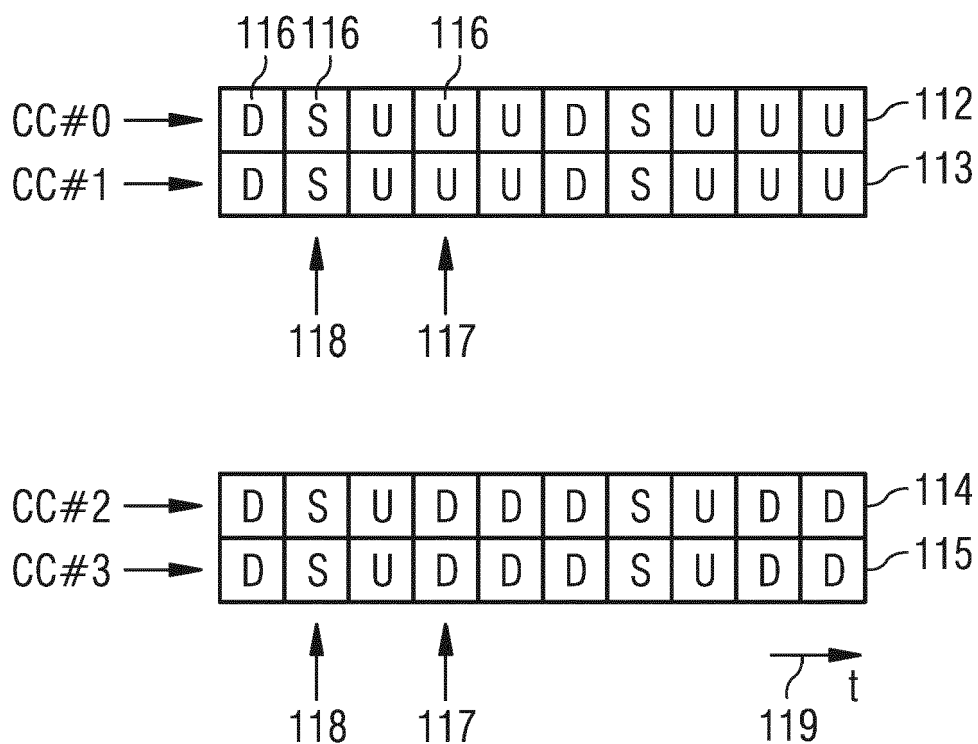 116 116 116
CC#0 D S U U U D S U U U 112
CC#1 D S U U U D S U U U 113
118 117
CC#2 D S U D D D S U D D 114
CC#3 D S U D D D S U D D 115
t
118 117 119